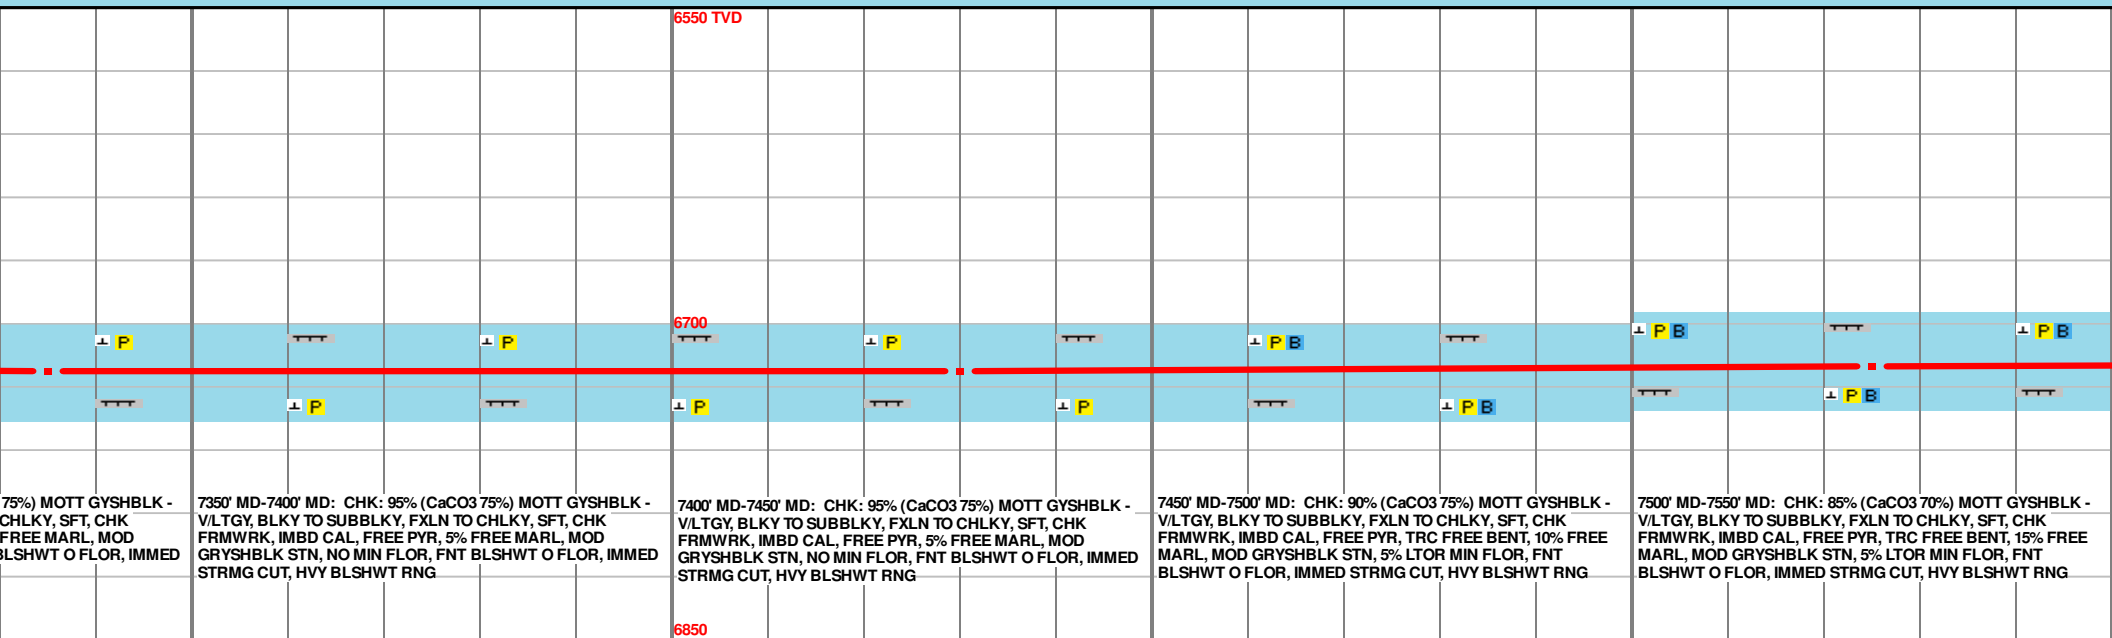 6550 TVD
6700
⊥ P
⊥ P
⊥ P
⊥ P B
⊥ P B
⊥ P B
⊥ P
⊥ P
⊥ P
⊥ P B
⊥ P B
75%) MOTT GYSHBLK -
CHLKY, SFT, CHK
FREE MARL, MOD
BLSHWT O FLOR, IMMED
7350' MD-7400' MD: CHK: 95% (CaCO3 75%) MOTT GYSHBLK -
V/LTGY, BLKY TO SUBBLKY, FXLN TO CHLKY, SFT, CHK
FRMWRK, IMBD CAL, FREE PYR, 5% FREE MARL, MOD
GRYSHBLK STN, NO MIN FLOR, FNT BLSHWT O FLOR, IMMED
STRMG CUT, HVY BLSHWT RNG
7400' MD-7450' MD: CHK: 95% (CaCO3 75%) MOTT GYSHBLK -
V/LTGY, BLKY TO SUBBLKY, FXLN TO CHLKY, SFT, CHK
FRMWRK, IMBD CAL, FREE PYR, 5% FREE MARL, MOD
GRYSHBLK STN, NO MIN FLOR, FNT BLSHWT O FLOR, IMMED
STRMG CUT, HVY BLSHWT RNG
7450' MD-7500' MD: CHK: 90% (CaCO3 75%) MOTT GYSHBLK -
V/LTGY, BLKY TO SUBBLKY, FXLN TO CHLKY, SFT, CHK
FRMWRK, IMBD CAL, FREE PYR, TRC FREE BENT, 10% FREE
MARL, MOD GRYSHBLK STN, 5% LTOR MIN FLOR, FNT
BLSHWT O FLOR, IMMED STRMG CUT, HVY BLSHWT RNG
7500' MD-7550' MD: CHK: 85% (CaCO3 70%) MOTT GYSHBLK -
V/LTGY, BLKY TO SUBBLKY, FXLN TO CHLKY, SFT, CHK
FRMWRK, IMBD CAL, FREE PYR, TRC FREE BENT, 15% FREE
MARL, MOD GRYSHBLK STN, 5% LTOR MIN FLOR, FNT
BLSHWT O FLOR, IMMED STRMG CUT, HVY BLSHWT RNG
6850